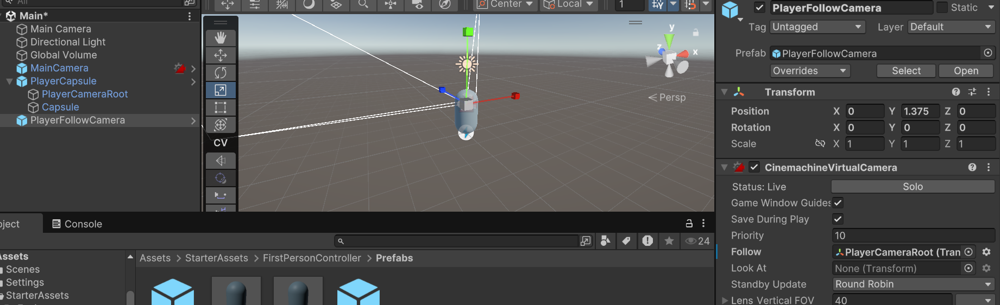 All
Main*
Main Camera
Directional Light
Global Volume
MainCamera
PlayerCapsule
PlayerCameraRoot
Capsule
PlayerFollowCamera
Center
Local
1
CV
y
z
x
Persp
PlayerFollowCamera
Static
Tag Untagged Layer Default
Prefab PlayerFollowCamera
Overrides Select Open
Transform
Position X 0 Y 1.375 Z 0
Rotation X 0 Y 0 Z 0
Scale X 1 Y 1 Z 1
CinemachineVirtualCamera
Status: Live Solo
Game Window Guides
Save During Play
Priority 10
Follow PlayerCameraRoot (Tran
Look At None (Transform)
Standby Update Round Robin
Lens Vertical FOV 40
oject Console
24
Assets
Scenes
Settings
StarterAssets
Assets > StarterAssets > FirstPersonController > Prefabs